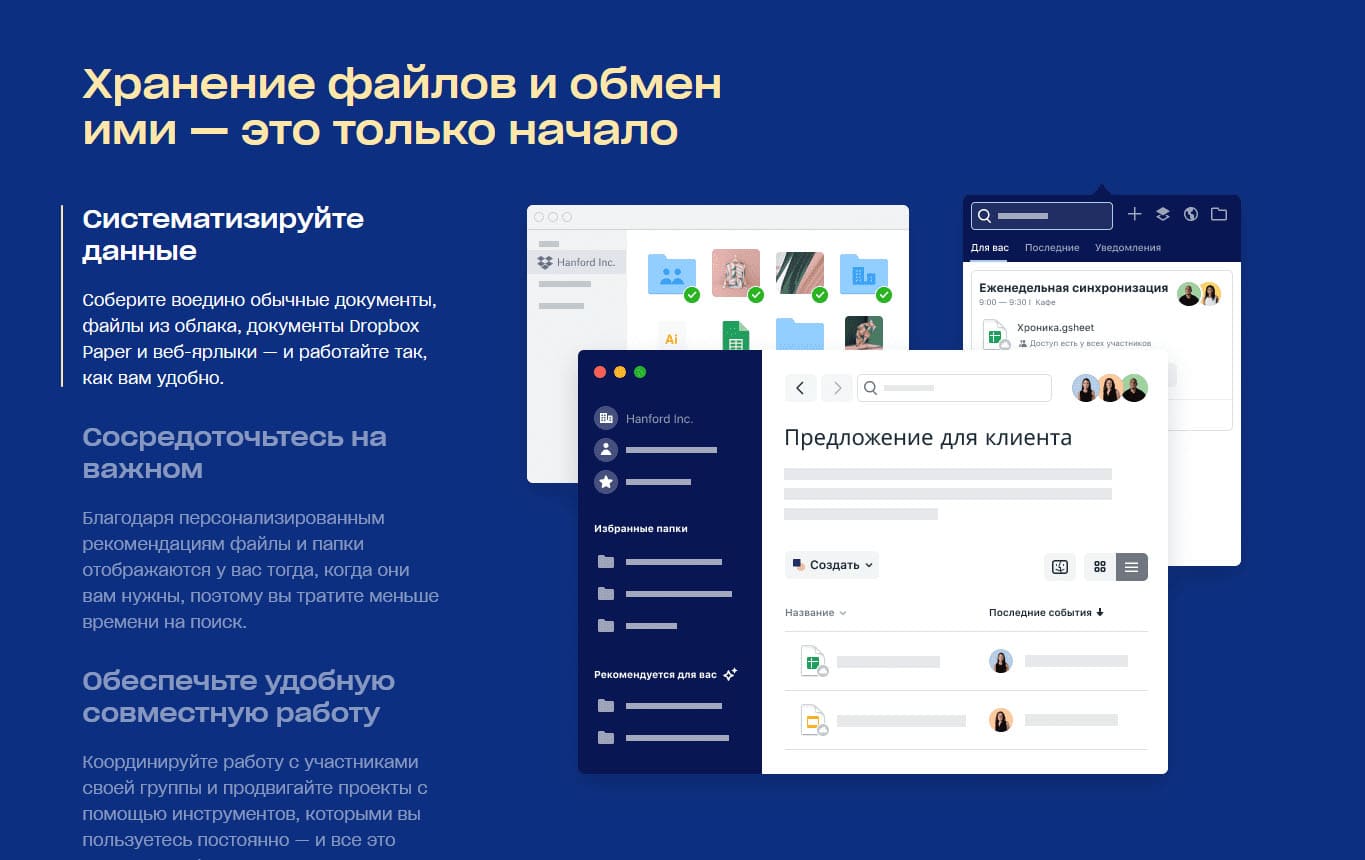 Хранение файлов и обмен
ими — это только начало
Систематизируйте
данные
Соберите воедино обычные документы,
файлы из облака, документы Dropbox
Paper и веб-ярлыки — и работайте так,
как вам удобно.
Сосредоточьтесь на
важном
Благодаря персонализированным
рекомендациям файлы и папки
отображаются у вас тогда, когда они
вам нужны, поэтому вы тратите меньше
времени на поиск.
Обеспечьте удобную
совместную работу
Координируйте работу с участниками
своей группы и продвигайте проекты с
помощью инструментов, которыми вы
пользуетесь постоянно — и все это
Hanford Inc.
Ai
Для вас Последние Уведомления
Еженедельная синхронизация
9:00 — 9:30 | Кафе
Хроника.gsheet
Доступ есть у всех участников
Hanford Inc.
Избранные папки
Рекомендуется для вас
Предложение для клиента
Создать
Название Последние события